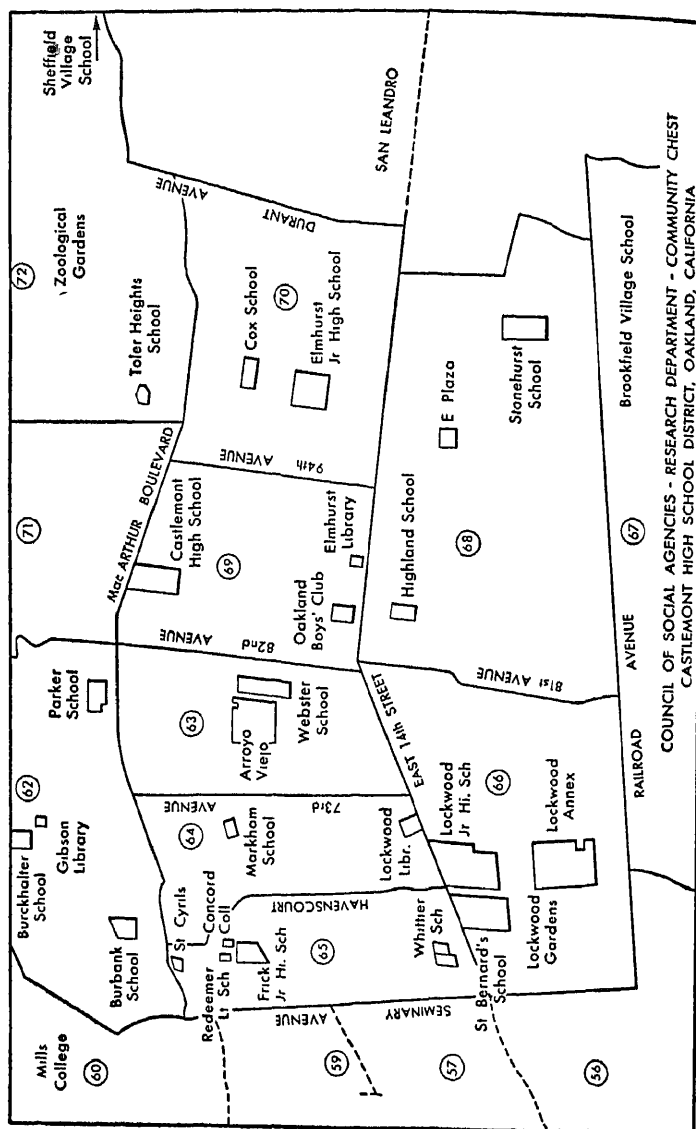 Sheffield
Village
School
72
Zoological
Gardens
Toler Heights
School
71
Mac ARTHUR BOULEVARD
Parker
School
62
Burckhalter
School
Gibson
Library
Burbank
School
Mills
College
60
AVENUE
DURANT
SAN LEANDRO
Cox School
70
Elmhurst
Jr High School
94th AVENUE
Castlemont
High School
69
Elmhurst
Library
Oakland
Boys' Club
82nd AVENUE
63
Arroyo
Viejo
Webster
School
73rd AVENUE
64
Markham
School
Lockwood
Libr.
St Cyrils
Concord
Coll
HAVENSCOURT
Redeemer
Lt Sch
Frick
Jr Hi. Sch
65
Whittier
Sch
St Bernard's
School
SEMINARY AVENUE
59
57
56
EAST 14th STREET
E Plaza
Stonehurst
School
Highland School
68
81st AVENUE
Lockwood
Jr Hi. Sch
66
Lockwood
Annex
Lockwood
Gardens
RAILROAD AVENUE
67
Brookfield Village School
COUNCIL OF SOCIAL AGENCIES - RESEARCH DEPARTMENT - COMMUNITY CHEST
CASTLEMONT HIGH SCHOOL DISTRICT, OAKLAND, CALIFORNIA